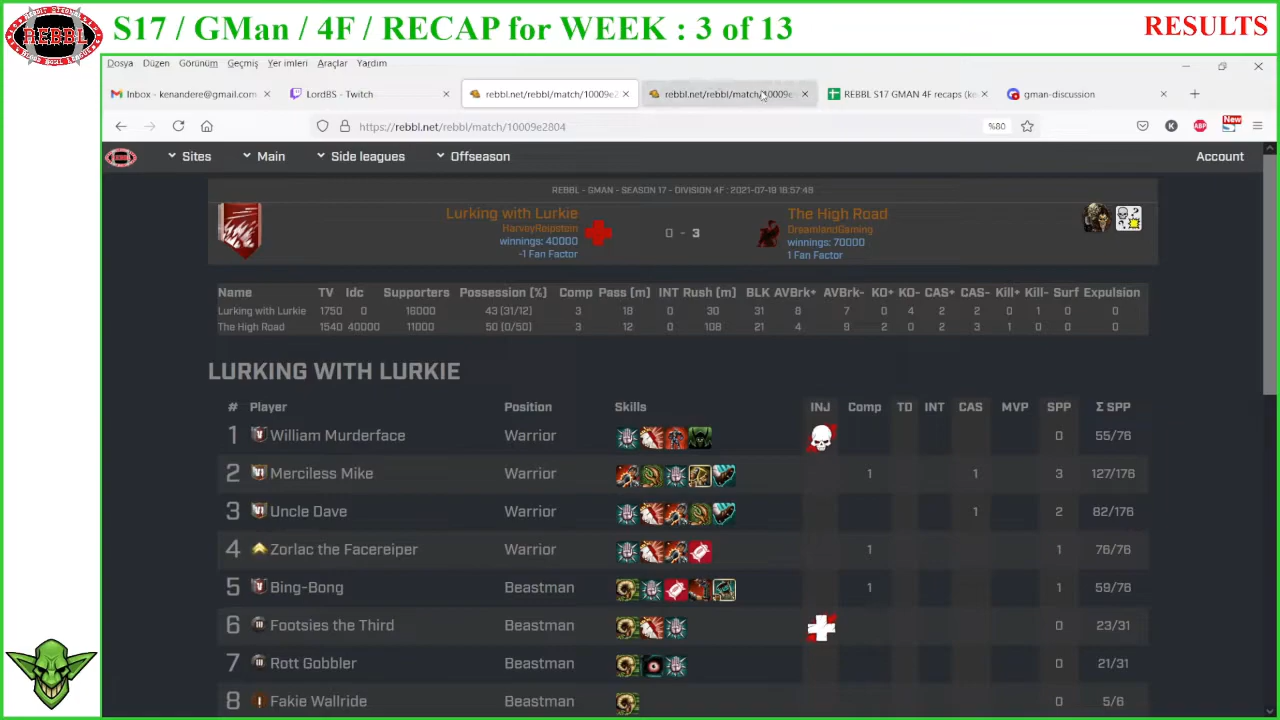 S17 / GMan / 4F / RECAP for WEEK : 3 of 13
RESULTS
REBBL
Dosya Düzen Görünüm Geçmiş Yer imleri Araçlar Yardım
Inbox - kenandere@gmail.com
LordBS - Twitch
rebbl.net/rebbl/match/10009e2
rebbl.net/rebbl/match/10009e
REBBL S17 GMAN 4F recaps (ke
gman-discussion
https://rebbl.net/rebbl/match/10009e2804
%80
K
ABP
New
Sites Main Side leagues Offseason Account
REBBL - GMAN - SEASON 17 - DIVISION 4F : 2021-07-19 18:57:48
Lurking with Lurkie
HarveyReipstein
winnings: 40000
-1 Fan Factor
0 - 3
The High Road
DreamlandGaming
winnings: 70000
1 Fan Factor
Name TV Idc Supporters Possession (%) Comp Pass (m) INT Rush (m) BLK AVBrk+ AVBrk- KO+ KO- CAS+ CAS- Kill+ Kill- Surf Expulsion
Lurking with Lurkie 1750 0 16000 43 (31/12) 3 18 0 30 31 8 7 0 4 2 2 0 1 0 0
The High Road 1540 40000 11000 50 (0/50) 3 12 0 108 21 4 9 2 0 2 3 1 0 0 0
LURKING WITH LURKIE
# Player Position Skills INJ Comp TD INT CAS MVP SPP Σ SPP
1 William Murderface Warrior 0 55/76
2 Merciless Mike Warrior 1 1 3 127/176
3 Uncle Dave Warrior 1 2 82/176
4 Zorlac the Facereiper Warrior 1 1 76/76
5 Bing-Bong Beastman 1 1 59/76
6 Footsies the Third Beastman 0 23/31
7 Rott Gobbler Beastman 0 21/31
8 Fakie Wallride Beastman 0 5/6